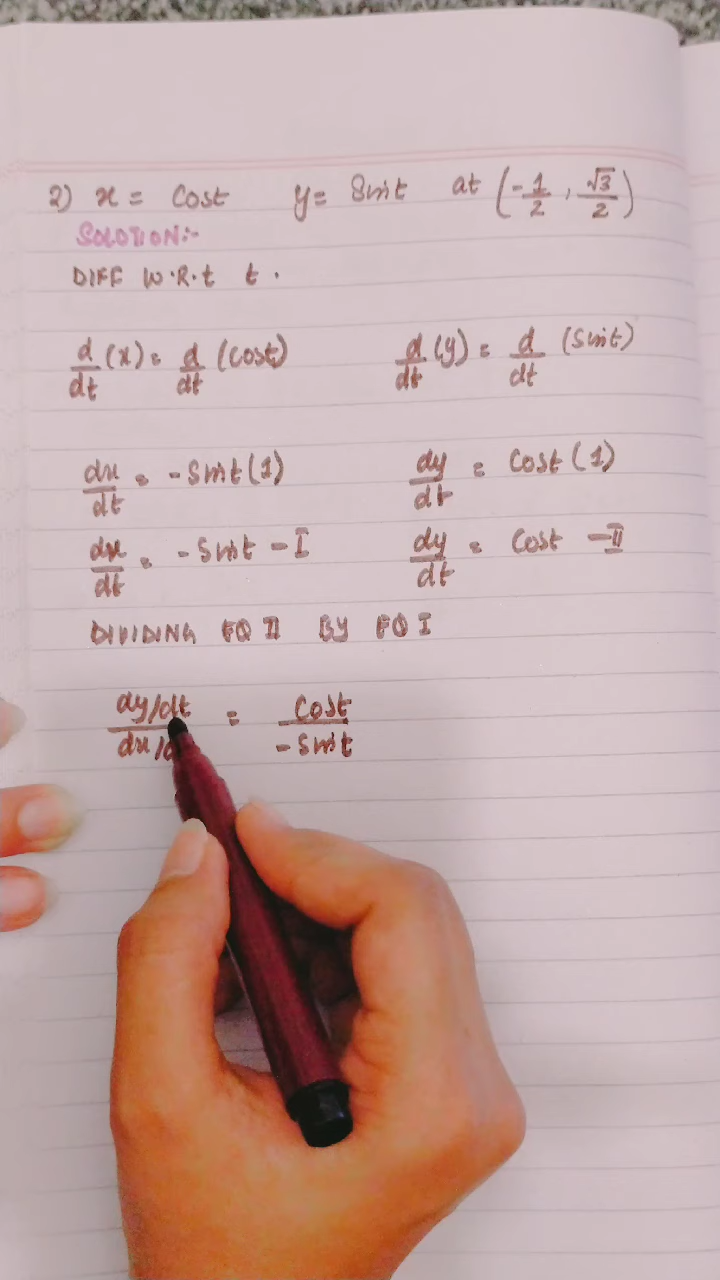 2) x = Cost y = Sint at (-1/2, √3/2)
SOLOTION:-
DIFF W.R.t t.
d/dt (x) = d/dt (Cost) d/dt (y) = d/dt (Sint)
dx/dt = -Sint(1) dy/dt = Cost(1)
dx/dt = -Sint - I dy/dt = Cost - II
DIVIDING EQ II BY EQ I
dy/dt / dx/d = Cost / -Sint